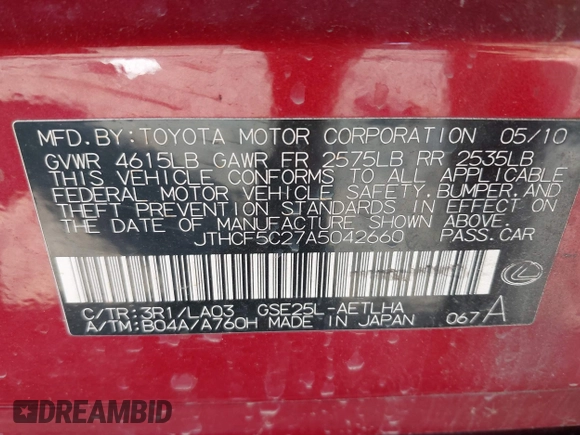 MFD. BY: TOYOTA MOTOR CORPORATION 05/10
GVWR 4615LB GAWR FR 2575LB RR 2535LB
THIS VEHICLE CONFORMS TO ALL APPLICABLE
FEDERAL MOTOR VEHICLE SAFETY, BUMPER, AND
THEFT PREVENTION STANDARDS IN EFFECT ON
THE DATE OF MANUFACTURE SHOWN ABOVE.
JTHCF5C27A5042660 PASS. CAR
C/TR: 3R1/LA03 GSE25L-AETLHA
A/TM: B04A/A760H MADE IN JAPAN 067A
DREAMBID